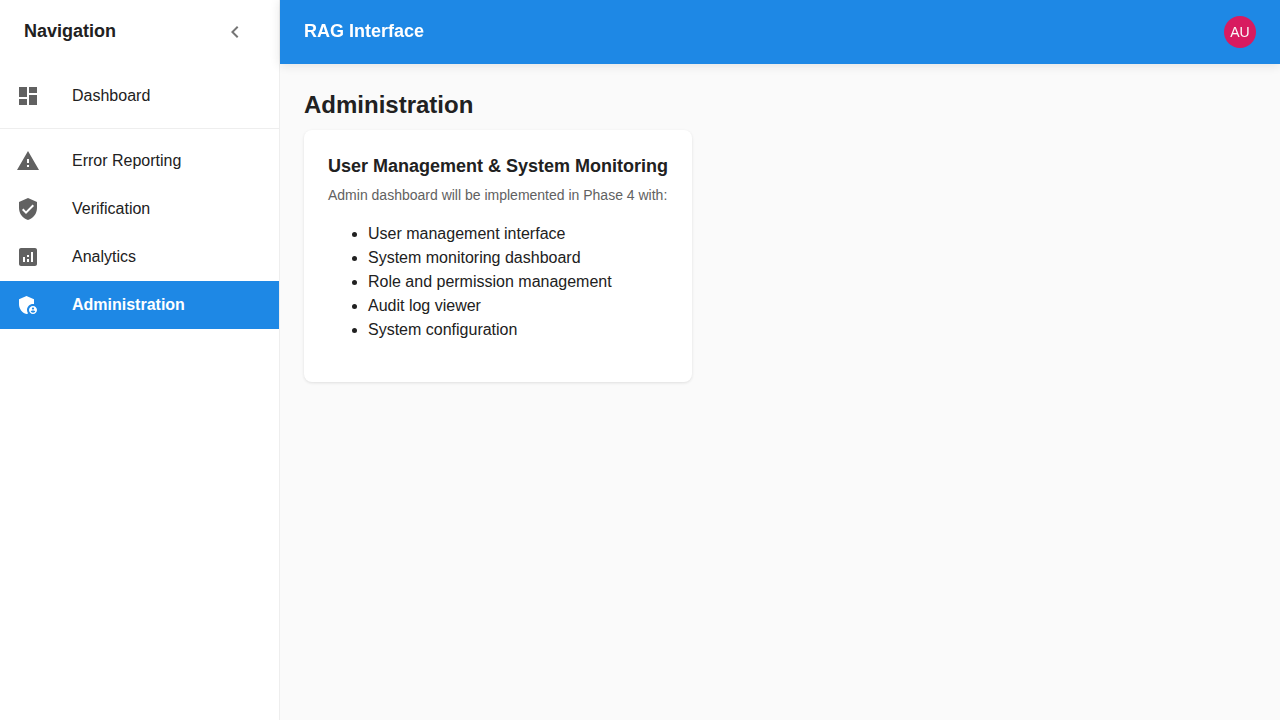 Navigation
Dashboard
Error Reporting
Verification
Analytics
Administration
RAG Interface
AU
Administration
User Management & System Monitoring
Admin dashboard will be implemented in Phase 4 with:
User management interface
System monitoring dashboard
Role and permission management
Audit log viewer
System configuration